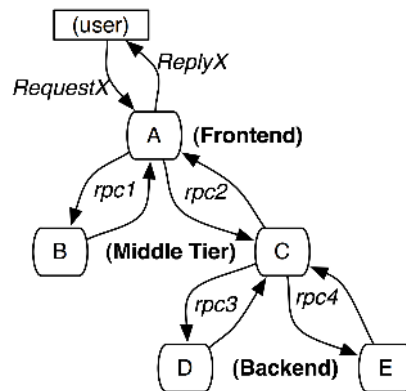 (user)
ReplyX
RequestX
A (Frontend)
rpc1 rpc2
B (Middle Tier) C
rpc3 rpc4
D (Backend) E